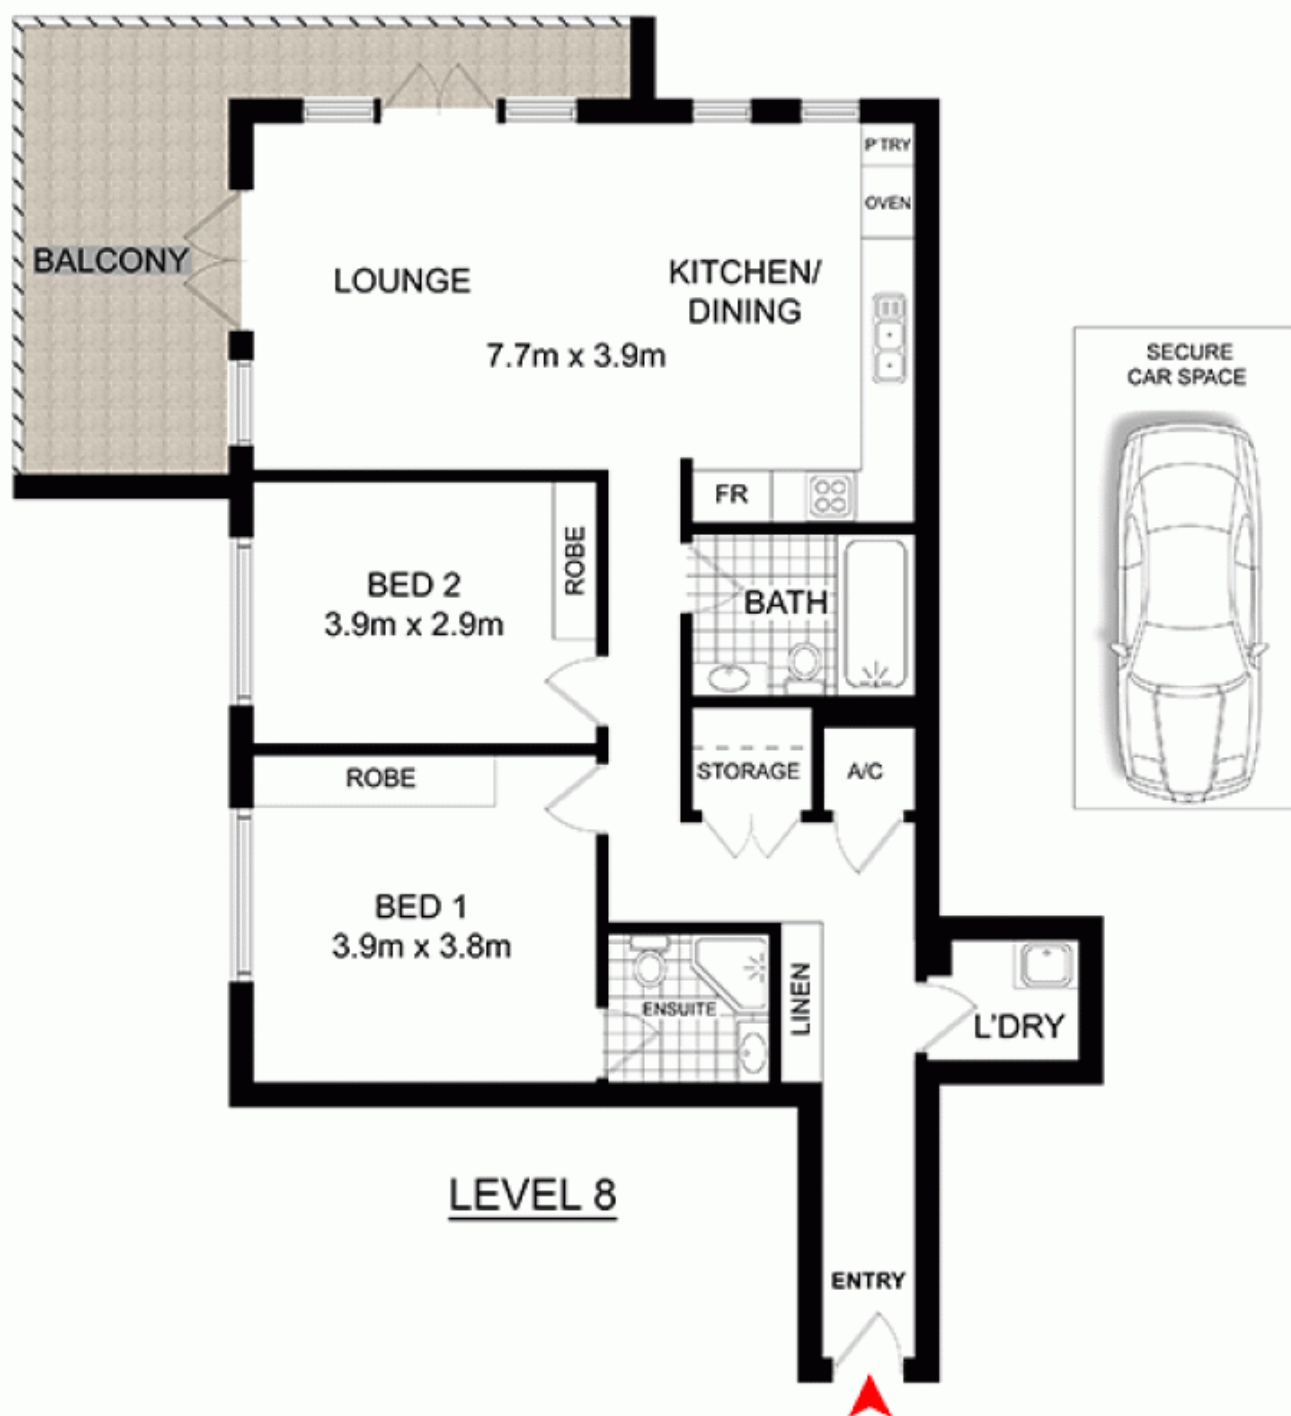 P'TRY
OVEN
BALCONY
LOUNGE
KITCHEN/
DINING
7.7m x 3.9m
SECURE
CAR SPACE
FR
ROBE
BED 2
3.9m x 2.9m
BATH
ROBE
STORAGE
A/C
BED 1
3.9m x 3.8m
ENSUITE
LINEN
L'DRY
LEVEL 8
ENTRY